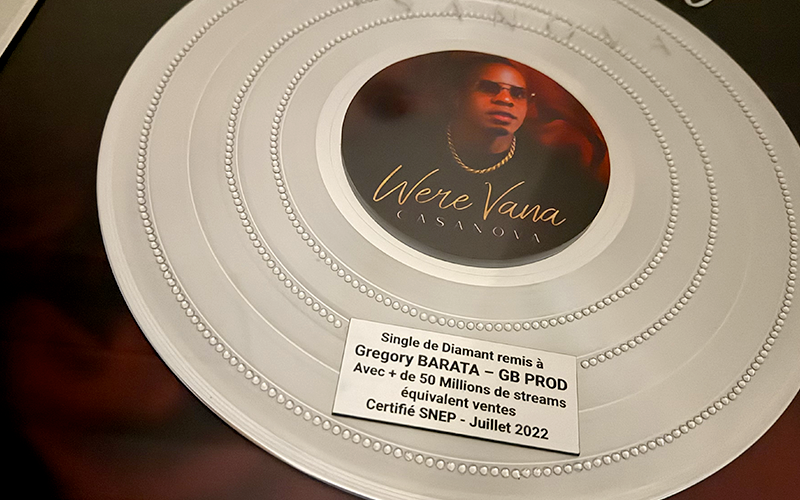 Were Vana
CASANOVA
Single de Diamant remis à
Gregory BARATA – GB PROD
Avec + de 50 Millions de streams
équivalent ventes
Certifié SNEP - Juillet 2022